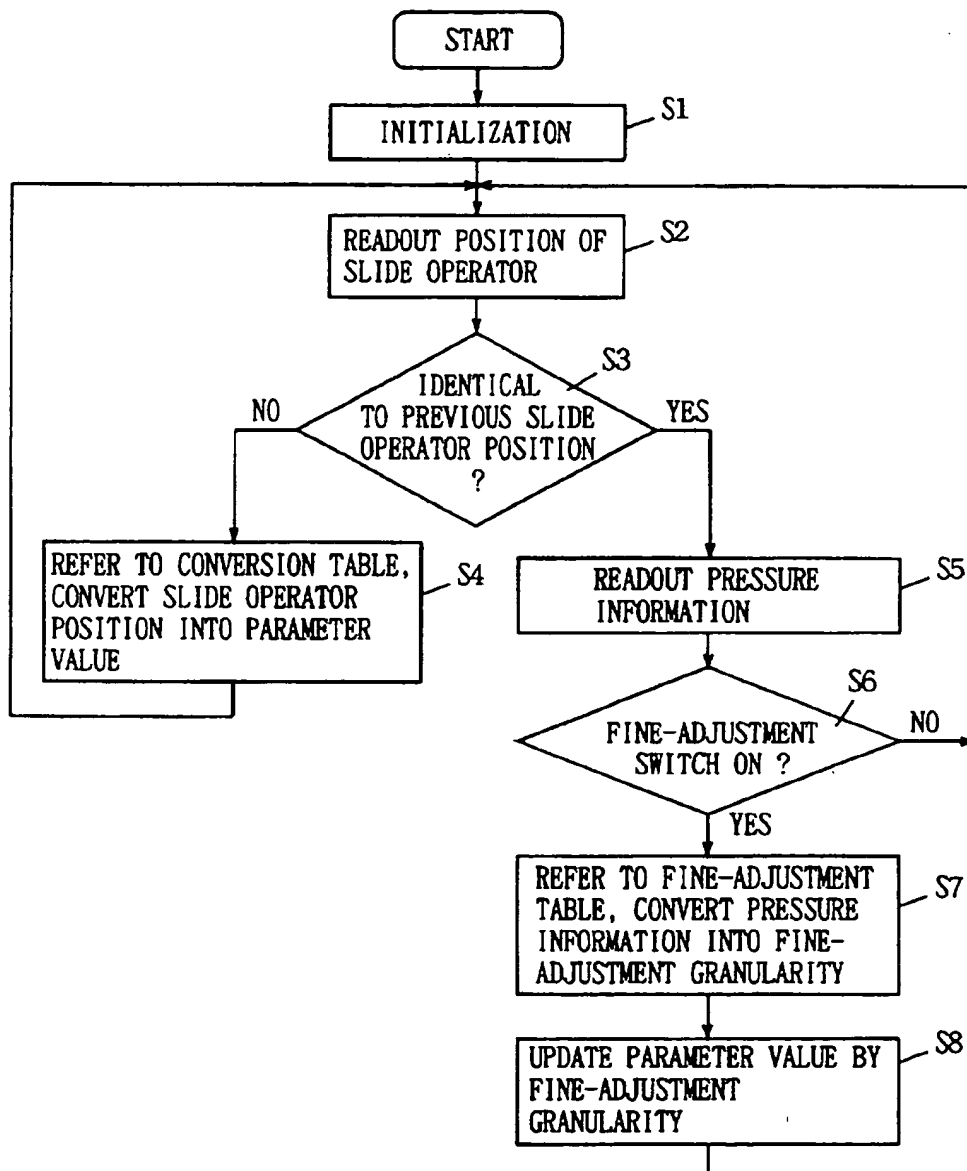 START
INITIALIZATION
S1
READOUT POSITION OF
SLIDE OPERATOR
S2
IDENTICAL
TO PREVIOUS SLIDE
OPERATOR POSITION
?
S3
NO
YES
REFER TO CONVERSION TABLE,
CONVERT SLIDE OPERATOR
POSITION INTO PARAMETER
VALUE
S4
READOUT PRESSURE
INFORMATION
S5
FINE-ADJUSTMENT
SWITCH ON ?
S6
NO
YES
REFER TO FINE-ADJUSTMENT
TABLE, CONVERT PRESSURE
INFORMATION INTO FINE-
ADJUSTMENT GRANULARITY
S7
UPDATE PARAMETER VALUE BY
FINE-ADJUSTMENT
GRANULARITY
S8